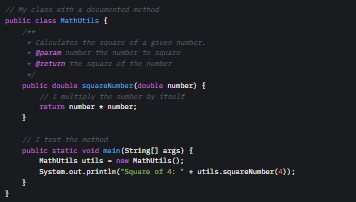 // My class with a documented method
public class MathUtils {
/**
* Calculates the square of a given number.
* @param number the number to square
* @return the square of the number
*/
public double squareNumber(double number) {
// I multiply the number by itself
return number * number;
}
// I test the method
public static void main(String[] args) {
MathUtils utils = new MathUtils();
System.out.println("Square of 4: " + utils.squareNumber(4));
}
}